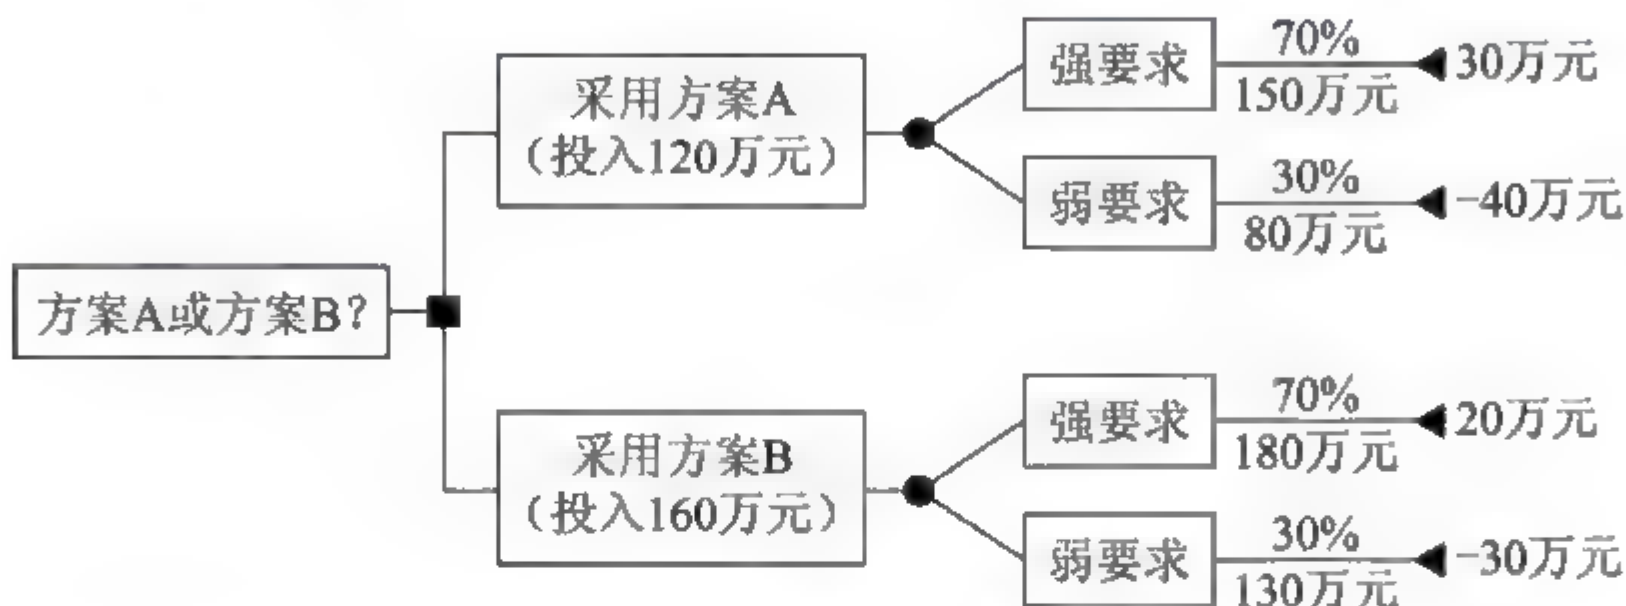 方案A或方案B?
采用方案A
(投入120万元)
强要求
70%
150万元
30万元
弱要求
30%
80万元
-40万元
采用方案B
(投入160万元)
强要求
70%
180万元
20万元
弱要求
30%
130万元
-30万元